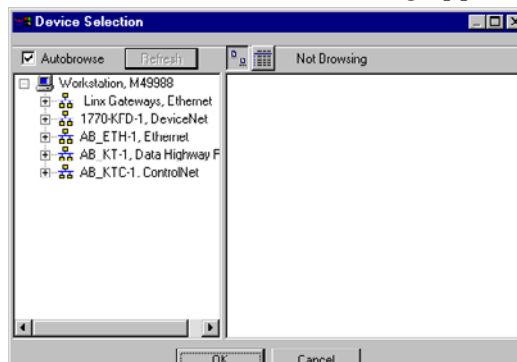 Device Selection
Autobrowse Refresh Not Browsing
Workstation, M49988
Linx Gateways, Ethernet
1770-KFD-1, DeviceNet
AB_ETH-1, Ethernet
AB_KT-1, Data Highway
AB_KTC-1, ControlNet
OK Cancel